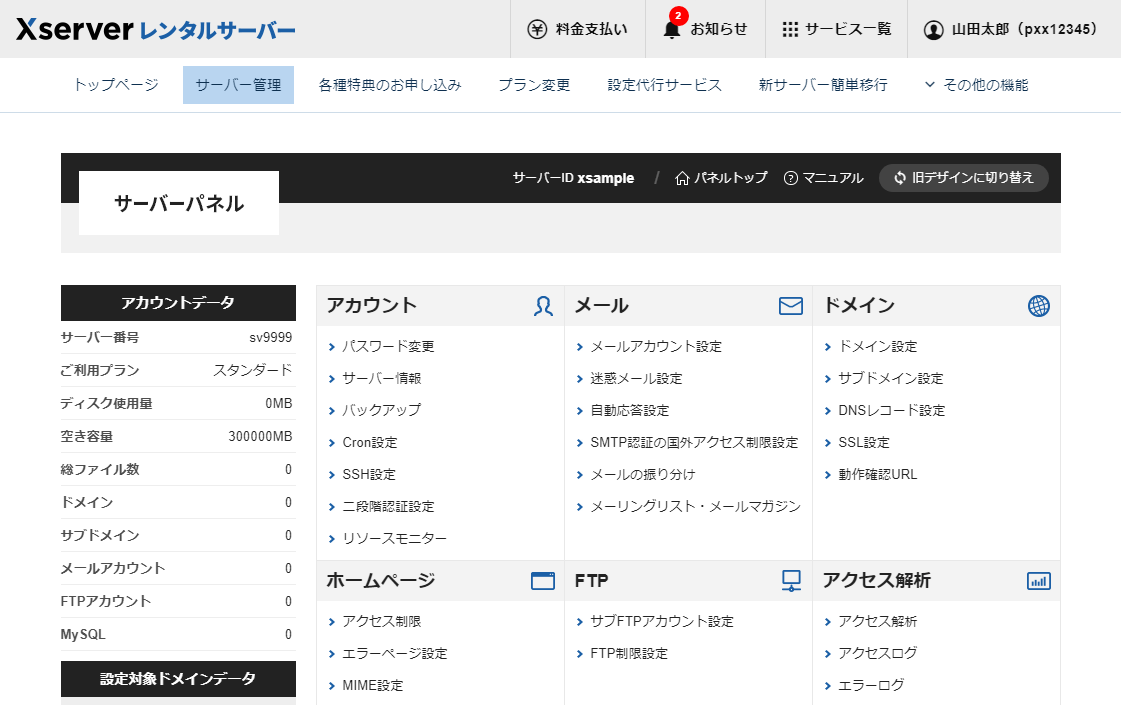 Xserver レンタルサーバー
料金支払い
2
お知らせ
サービス一覧
山田太郎（pxx12345）
トップページ
サーバー管理
各種特典のお申し込み
プラン変更
設定代行サービス
新サーバー簡単移行
その他の機能
サーバーパネル
サーバーID xsample
/
パネルトップ
マニュアル
旧デザインに切り替え
アカウントデータ
サーバー番号 sv9999
ご利用プラン スタンダード
ディスク使用量 0MB
空き容量 300000MB
総ファイル数 0
ドメイン 0
サブドメイン 0
メールアカウント 0
FTPアカウント 0
MySQL 0
設定対象ドメインデータ
アカウント
パスワード変更
サーバー情報
バックアップ
Cron設定
SSH設定
二段階認証設定
リソースモニター
メール
メールアカウント設定
迷惑メール設定
自動応答設定
SMTP認証の国外アクセス制限設定
メールの振り分け
メーリングリスト・メールマガジン
ドメイン
ドメイン設定
サブドメイン設定
DNSレコード設定
SSL設定
動作確認URL
ホームページ
アクセス制限
エラーページ設定
MIME設定
FTP
サブFTPアカウント設定
FTP制限設定
アクセス解析
アクセス解析
アクセスログ
エラーログ